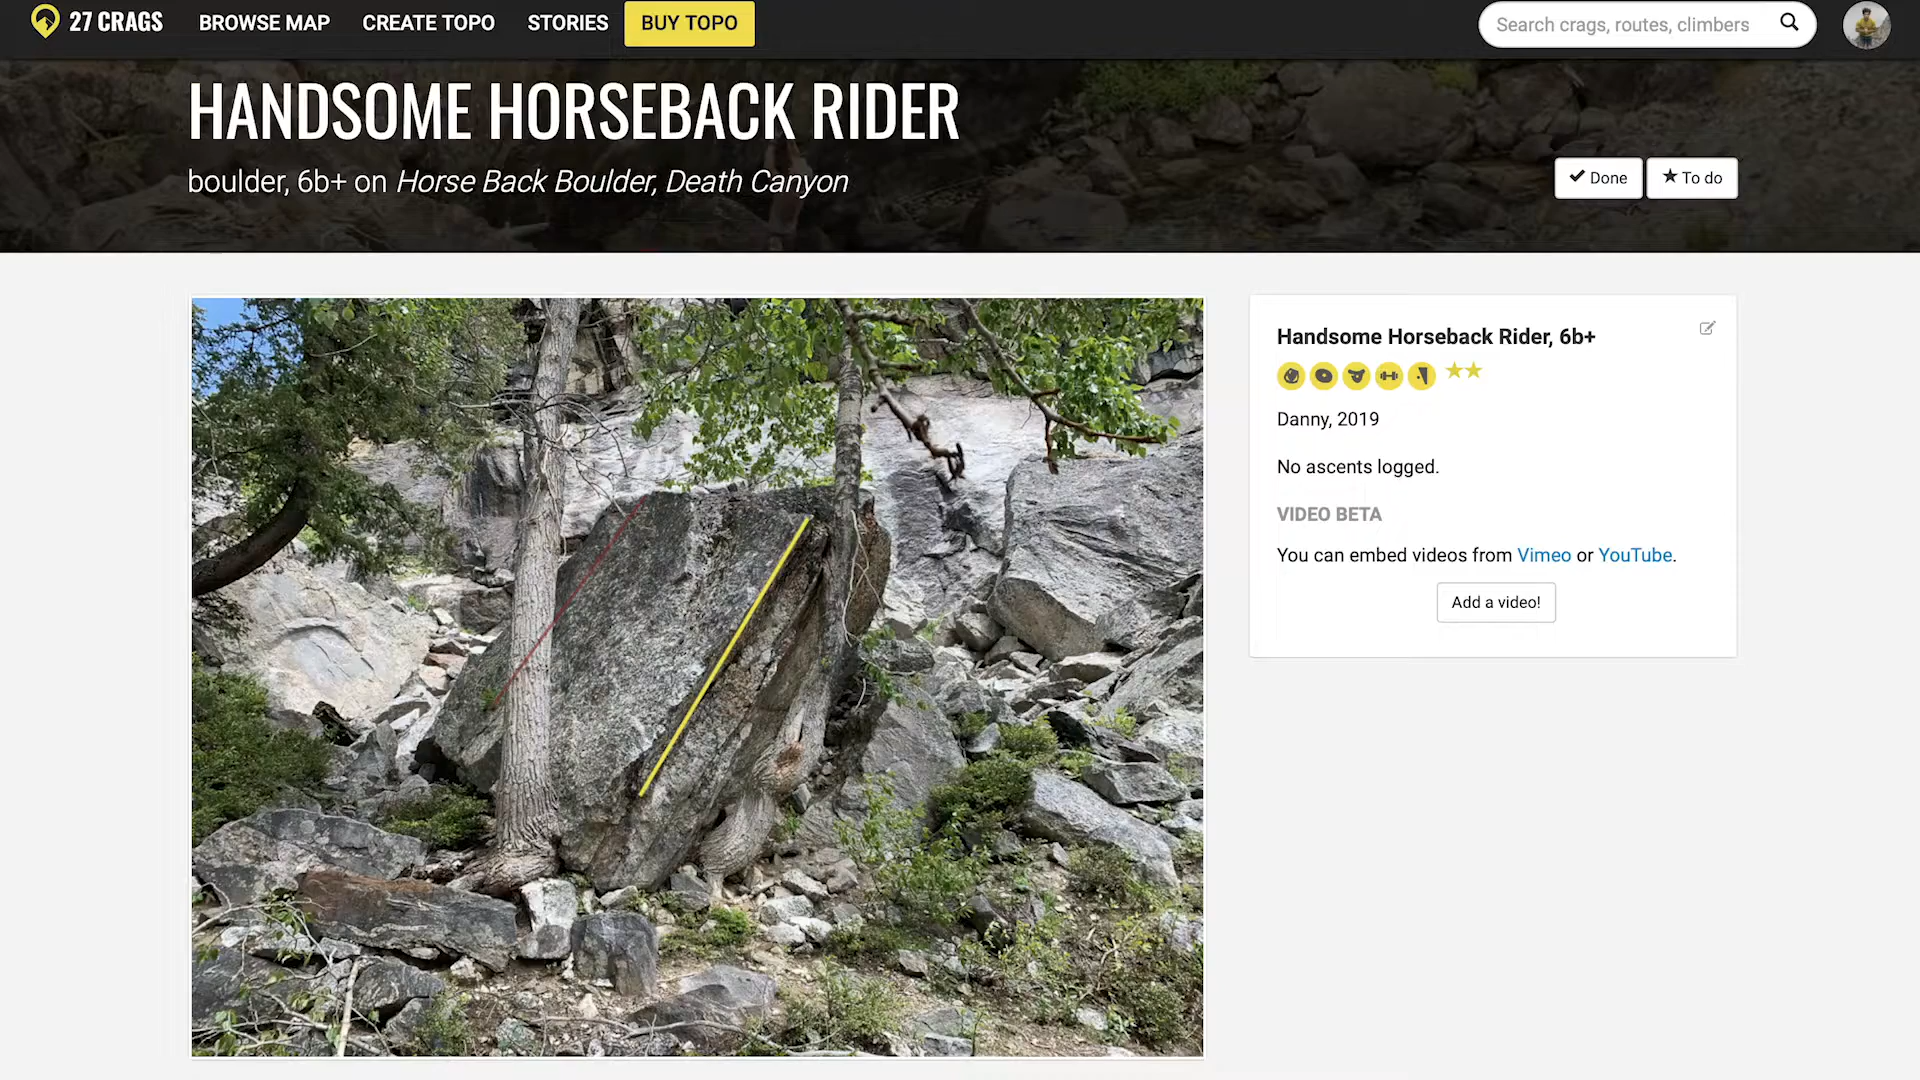 27 CRAGS BROWSE MAP CREATE TOPO STORIES BUY TOPO Search crags, routes, climbers
HANDSOME HORSEBACK RIDER
boulder, 6b+ on Horse Back Boulder, Death Canyon
Done To do
Handsome Horseback Rider, 6b+
Danny, 2019
No ascents logged.
VIDEO BETA
You can embed videos from Vimeo or YouTube.
Add a video!